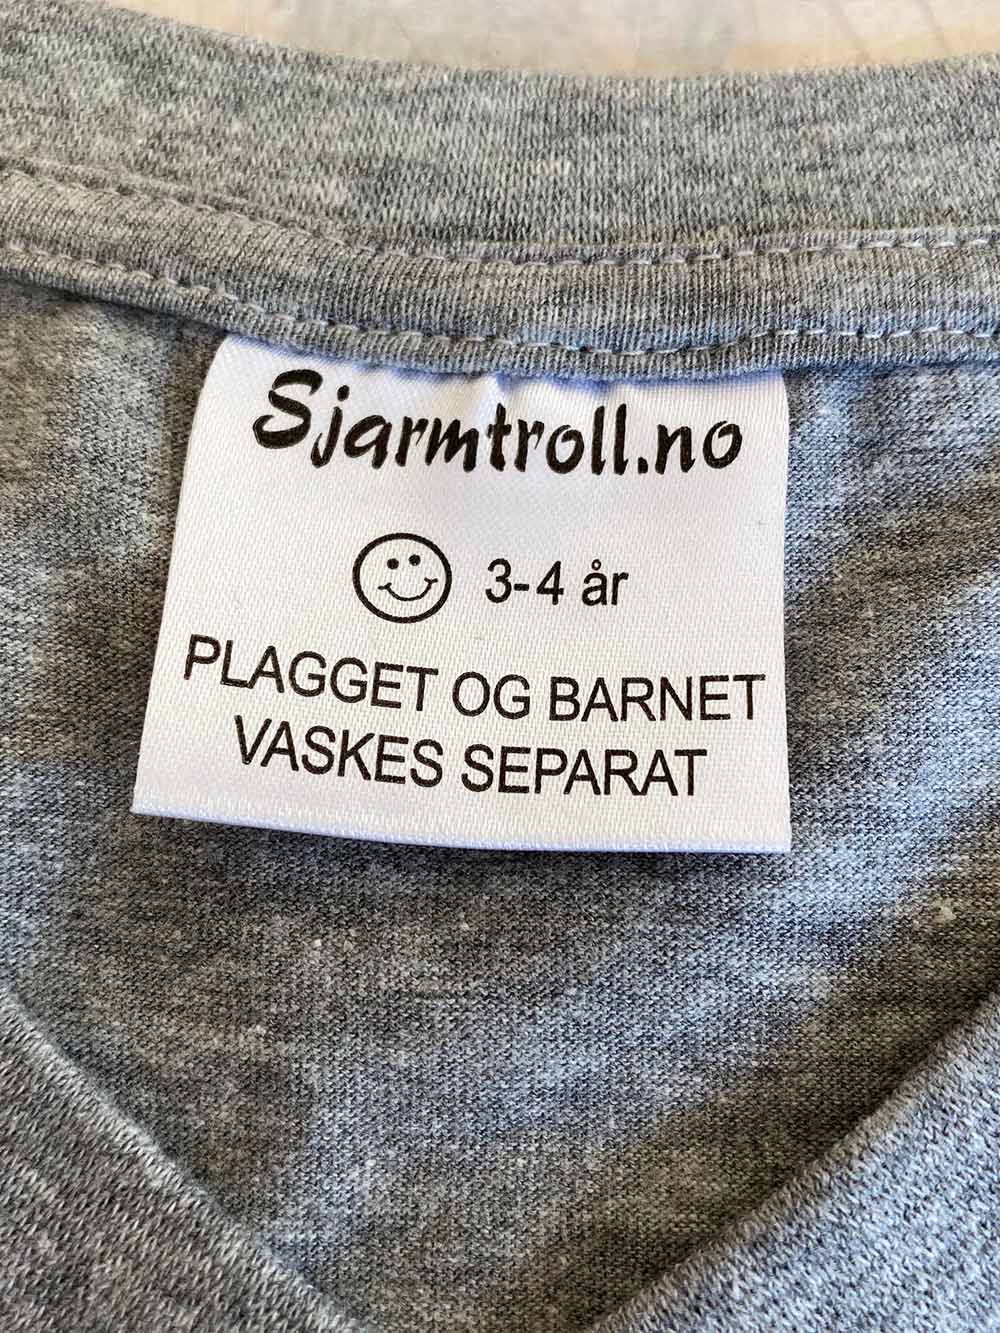 Sjarmtroll.no
3-4 år
PLAGGET OG BARNET
VASKES SEPARAT